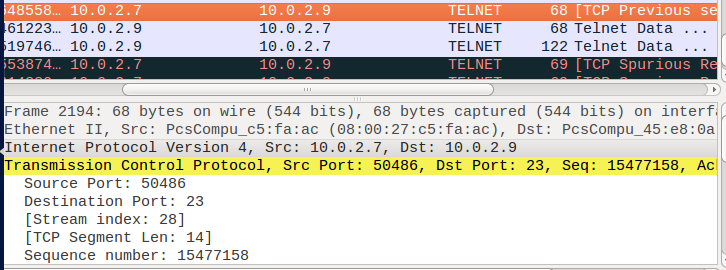 548558… 10.0.2.7 10.0.2.9 TELNET 68 [TCP Previous se
461223… 10.0.2.9 10.0.2.7 TELNET 68 Telnet Data ...
519746… 10.0.2.9 10.0.2.7 TELNET 122 Telnet Data ...
553874… 10.0.2.7 10.0.2.9 TELNET 69 [TCP Spurious Re
Frame 2194: 68 bytes on wire (544 bits), 68 bytes captured (544 bits) on interfa
Ethernet II, Src: PcsCompu_c5:fa:ac (08:00:27:c5:fa:ac), Dst: PcsCompu_45:e8:0a
Internet Protocol Version 4, Src: 10.0.2.7, Dst: 10.0.2.9
Transmission Control Protocol, Src Port: 50486, Dst Port: 23, Seq: 15477158, Ac
Source Port: 50486
Destination Port: 23
[Stream index: 28]
[TCP Segment Len: 14]
Sequence number: 15477158